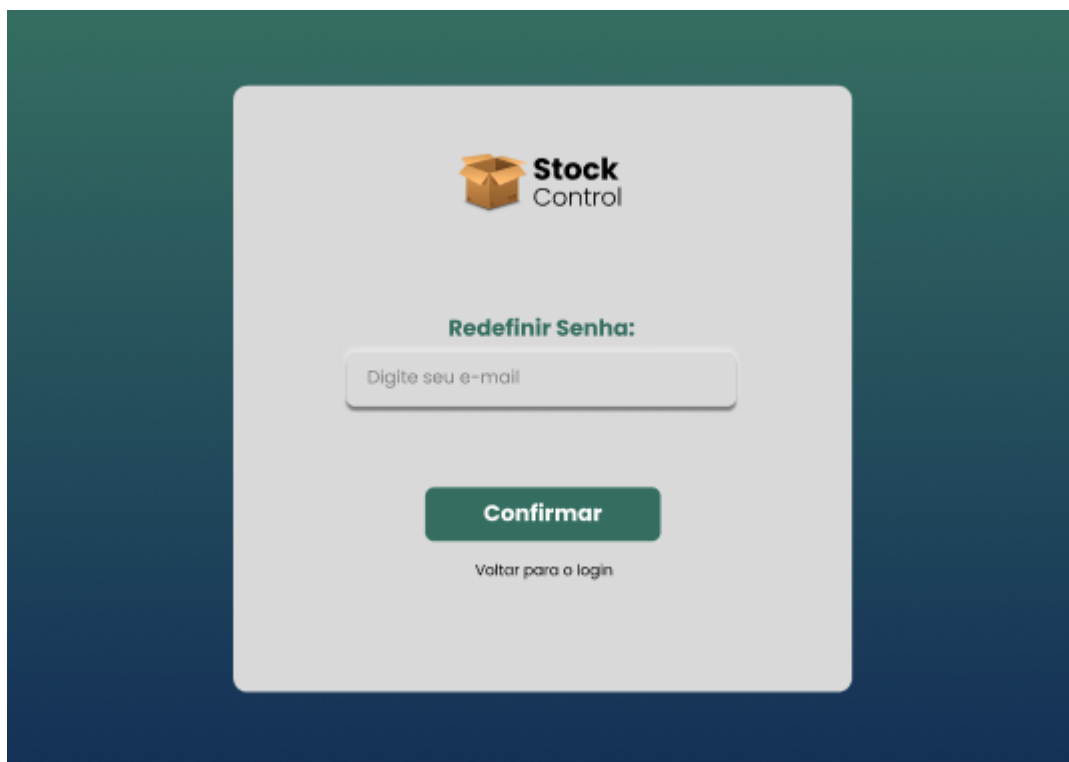 Stock
Control
Redefinir Senha:
Digite seu e-mail
Confirmar
Voltar para o login